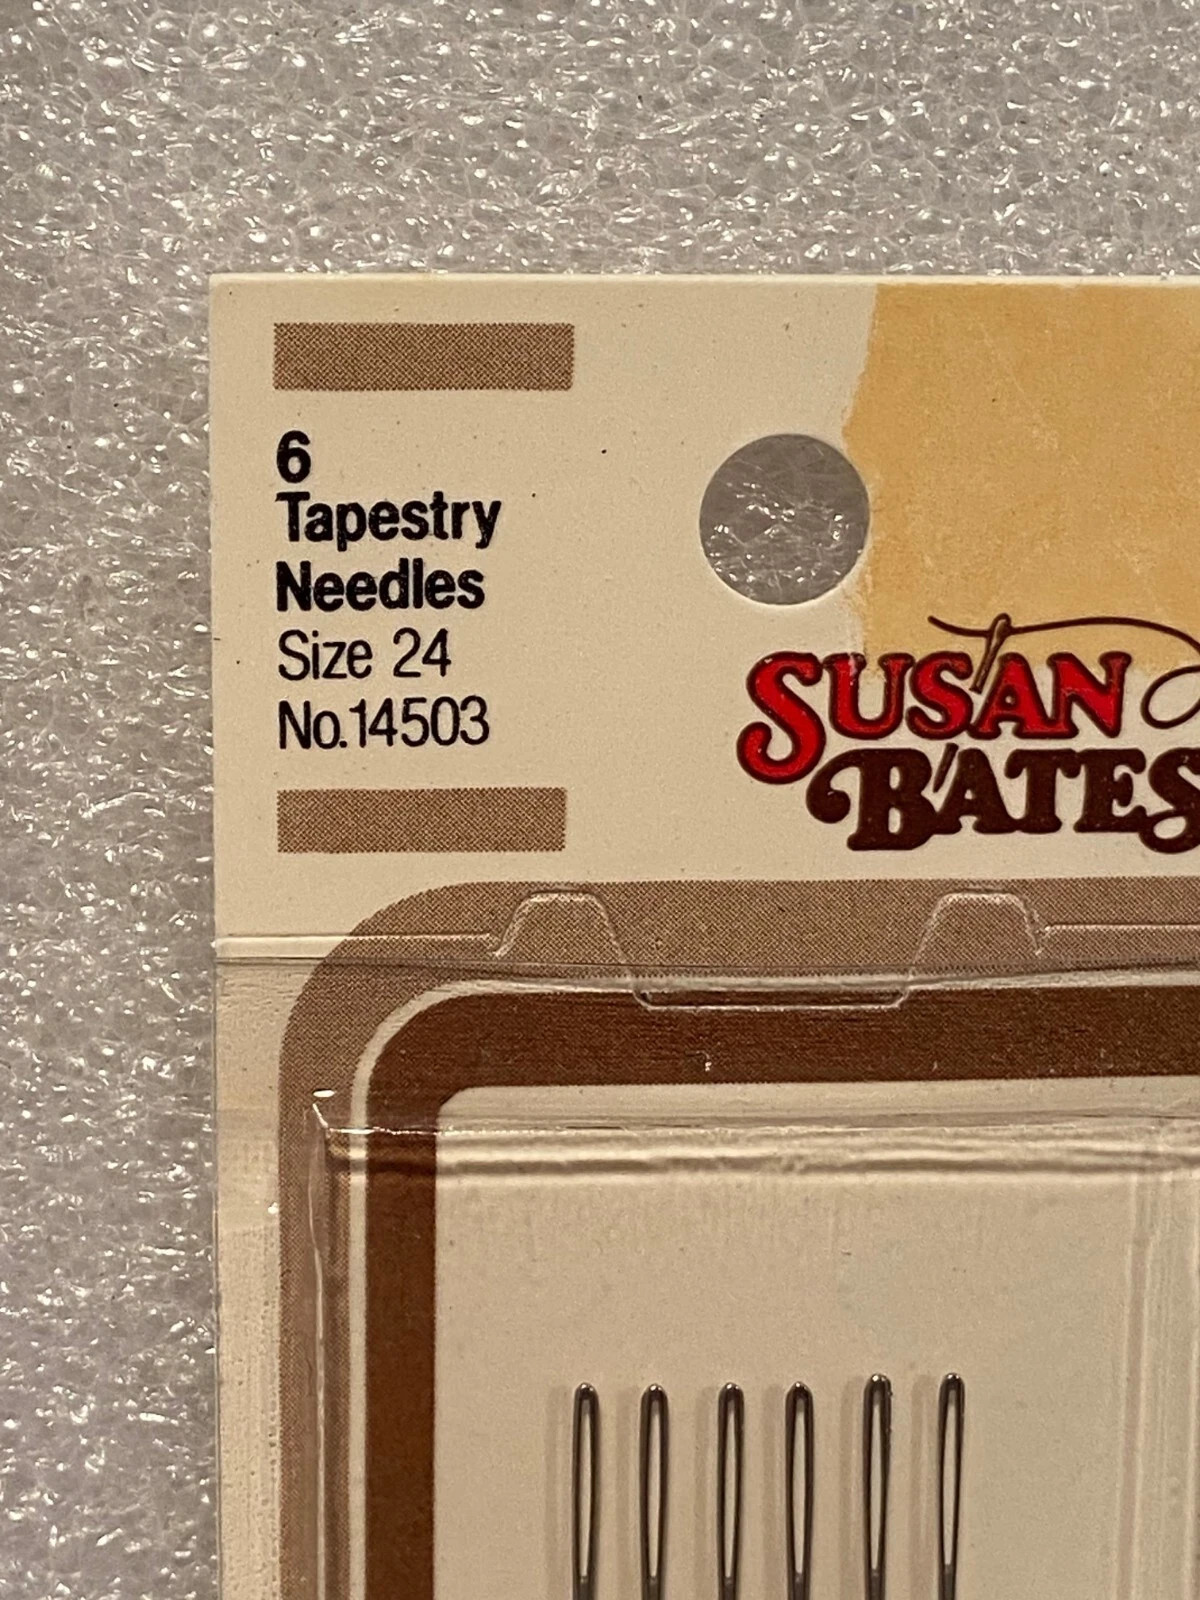 6
Tapestry
Needles
Size 24
No.14503
SUSAN
BATES